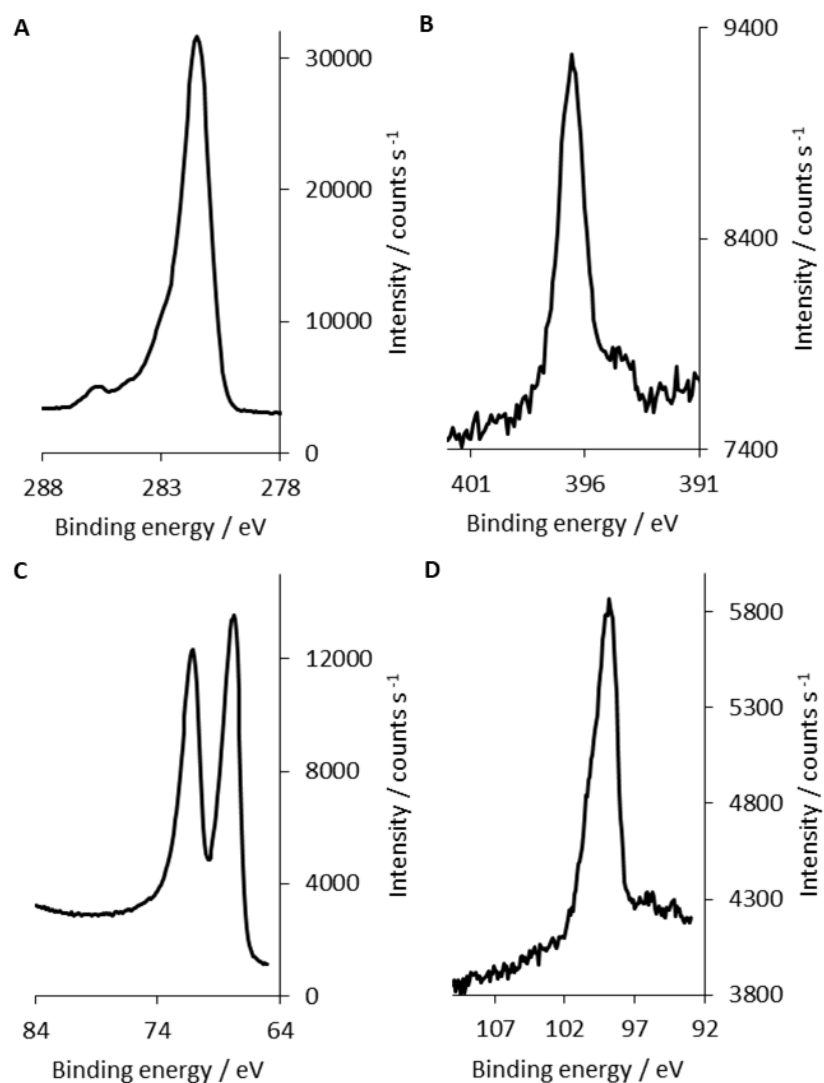 A
30000
20000
10000
0
Intensity / counts s⁻¹
288 283 278
Binding energy / eV
B
9400
8400
7400
Intensity / counts s⁻¹
401 396 391
Binding energy / eV
C
12000
8000
4000
0
Intensity / counts s⁻¹
84 74 64
Binding energy / eV
D
5800
5300
4800
4300
3800
Intensity / counts s⁻¹
107 102 97 92
Binding energy / eV